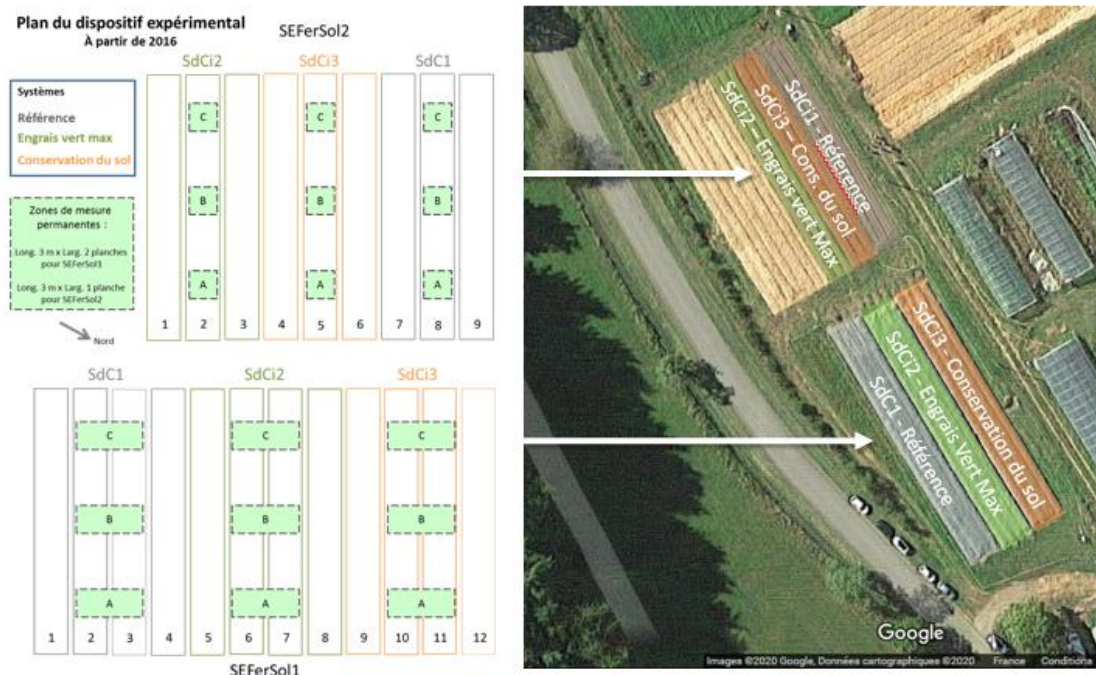 Plan du dispositif expérimental
À partir de 2016
SEFerSol2
SdCi2
SdCi3
SdC1
Systèmes
Référence
Engrais vert max
Conservation du sol
Zones de mesure
permanentes :
Long. 3 m x Larg. 2 planches
pour SEFerSol1
Long. 3 m x Larg. 1 planche
pour SEFerSol2
Nord
C
C
C
B
B
B
A
A
A
1
2
3
4
5
6
7
8
9
SdC1
SdCi2
SdCi3
C
C
C
B
B
B
A
A
A
1
2
3
4
5
6
7
8
9
10
11
12
SEFerSol1
SdCi2 – Engrais vert Max
SdCi3 – Cons. du sol
SdCi1 - Référence
SdC1 - Référence
SdCi2 - Engrais Vert Max
SdCi3 - Conservation du sol
Google
Images ©2020 Google, Données cartographiques ©2020 France Conditions